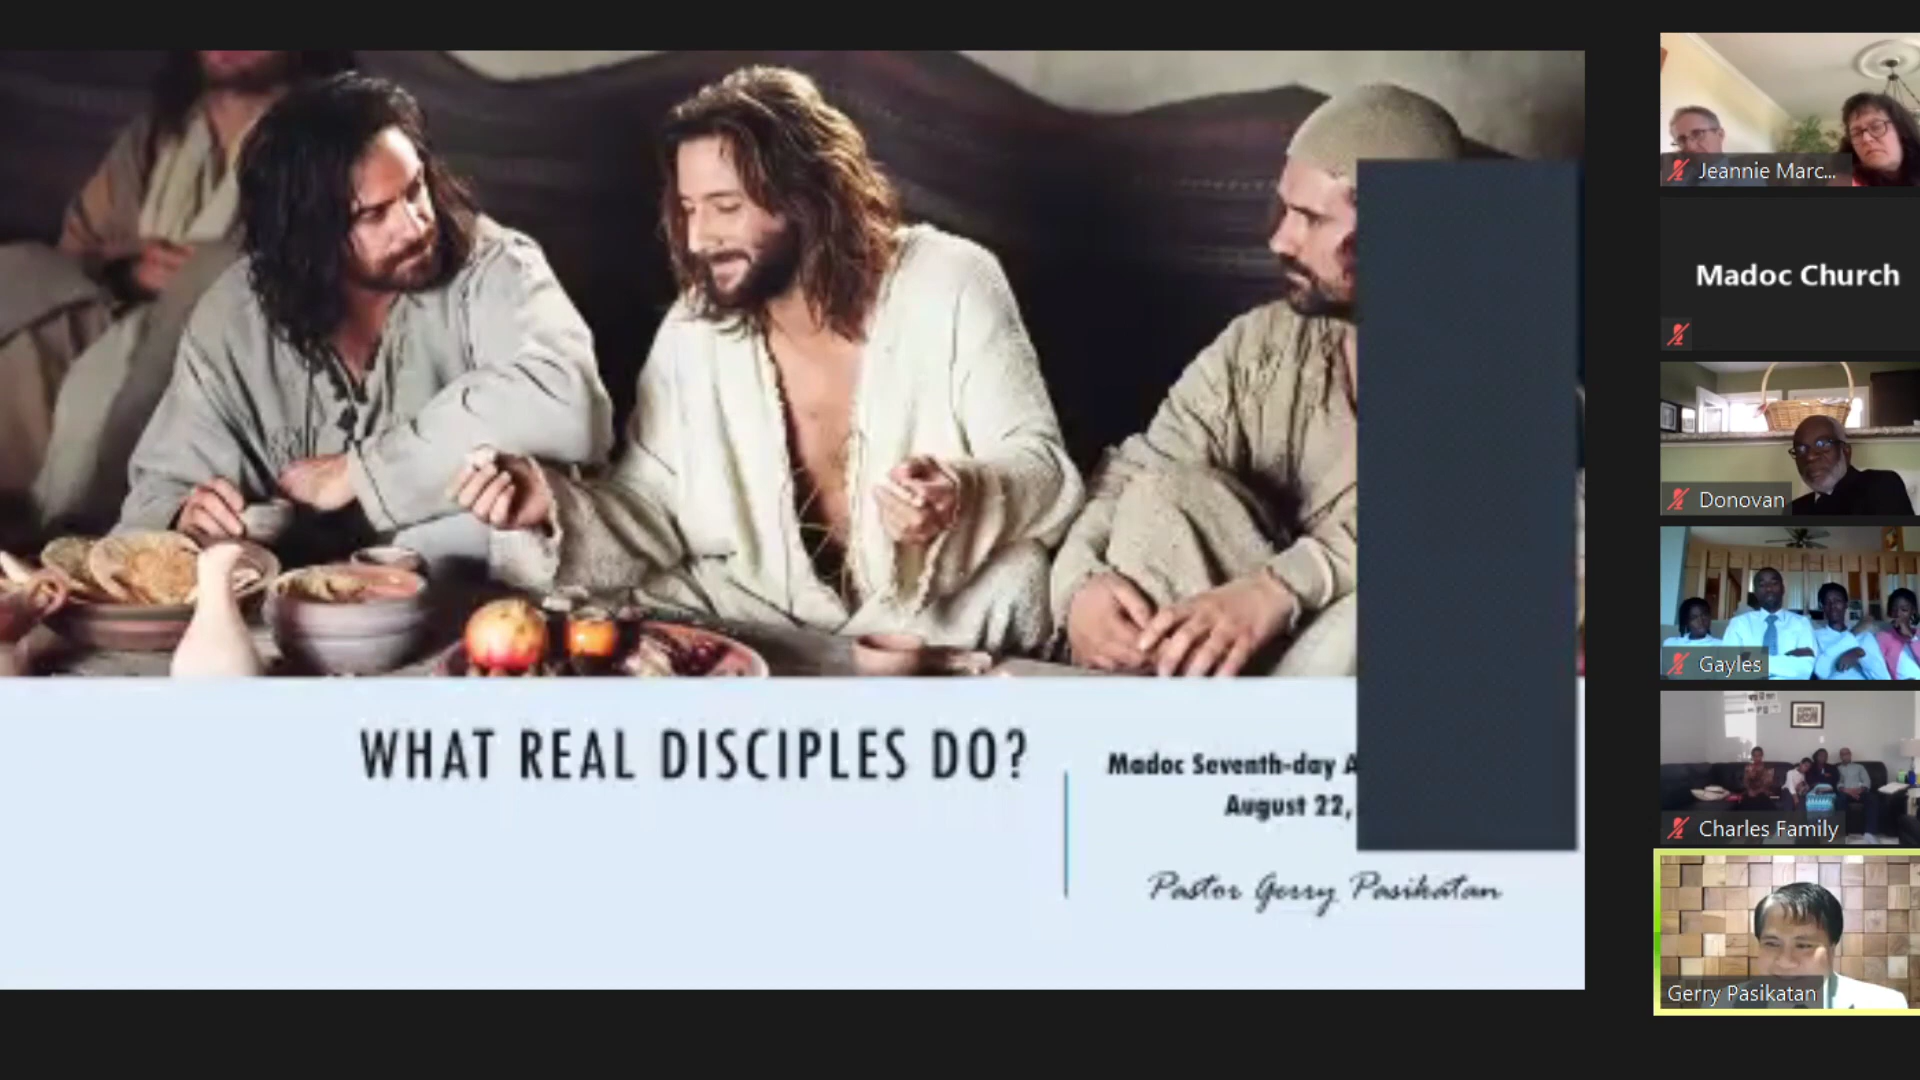 WHAT REAL DISCIPLES DO?
Madoc Seventh-day A
August 22,
Pastor Gerry Pasikatan
Jeannie Marc...
Madoc Church
Donovan
Gayles
Charles Family
Gerry Pasikatan